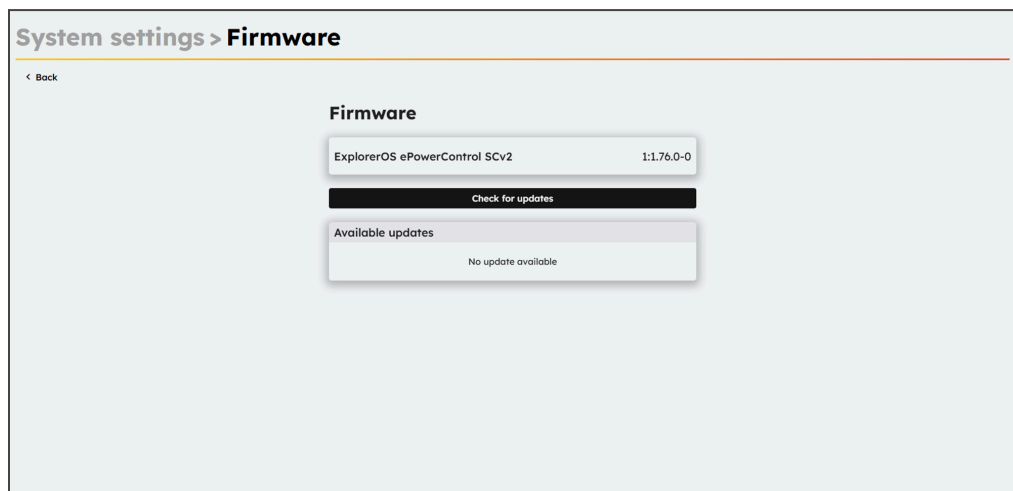 System settings > Firmware
< Back
Firmware
ExplorerOS ePowerControl SCv2 1:1.76.0-0
Check for updates
Available updates
No update available